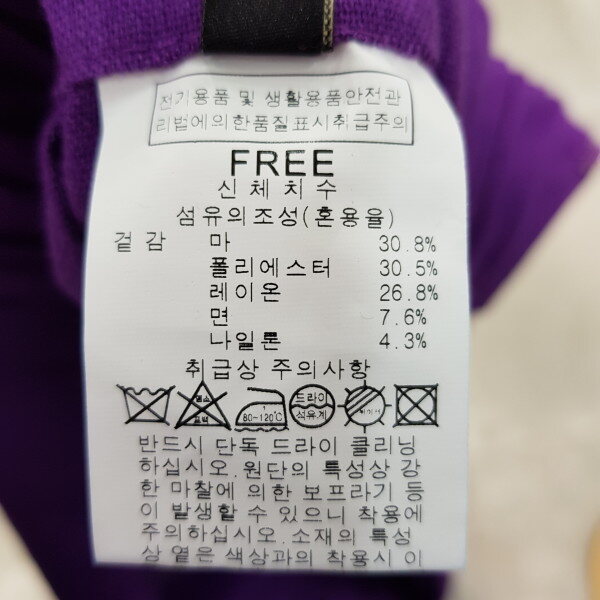 전기용품 및 생활용품안전관
리법에의한품질표시취급주의
FREE
신체치수
섬유의조성(혼용율)
겉감 마 30.8%
폴리에스터 30.5%
레이온 26.8%
면 7.6%
나일론 4.3%
취급상 주의사항
염소 표백 80~120℃ 드라이 석유계
반드시 단독 드라이 클리닝
하십시오.원단의 특성상 강
한 마찰에 의한 보프라기 등
이 발생할 수 있으니 착용에
주의하십시오.소재의 특성
상 옅은 색상과의 착용시 이